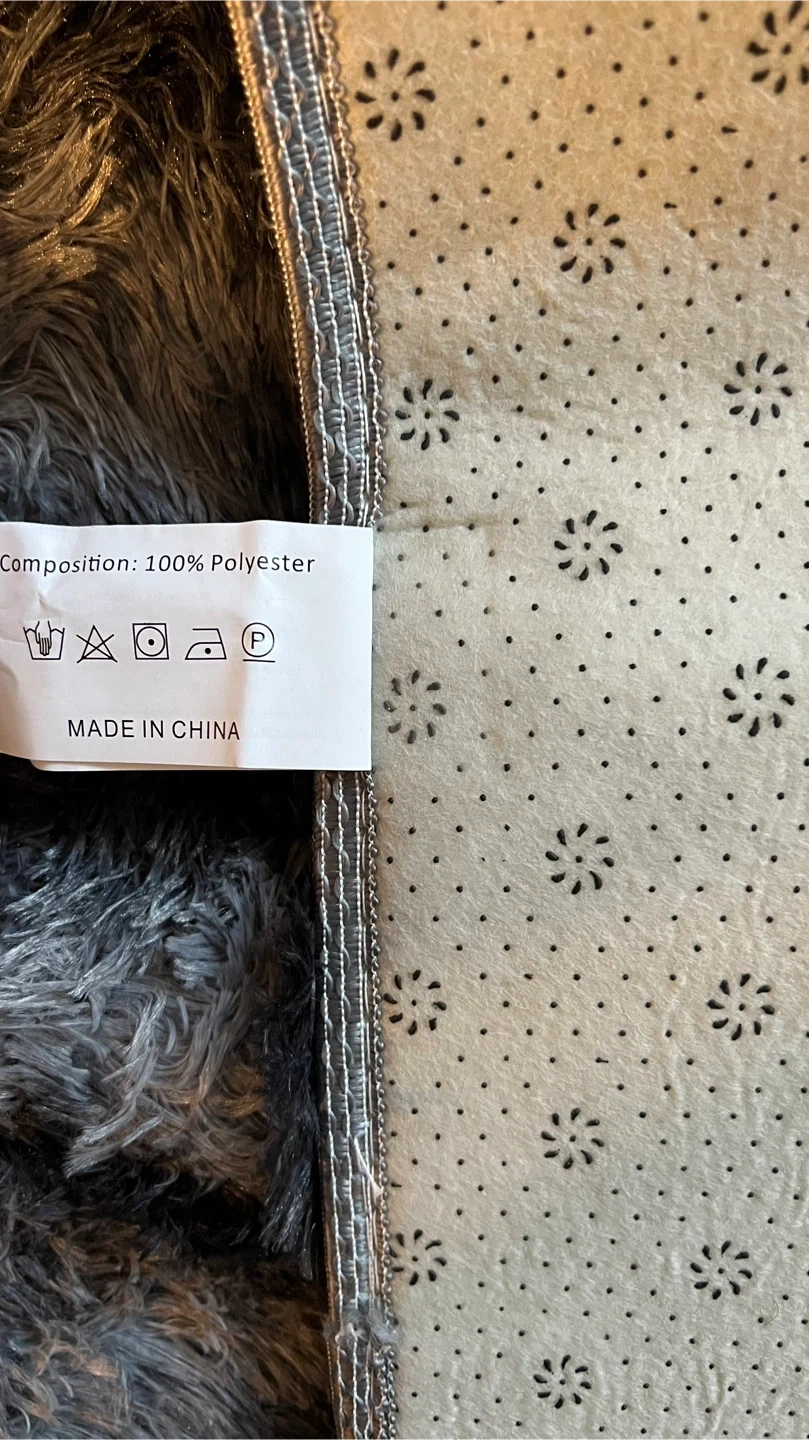 Composition: 100% Polyester
P
MADE IN CHINA